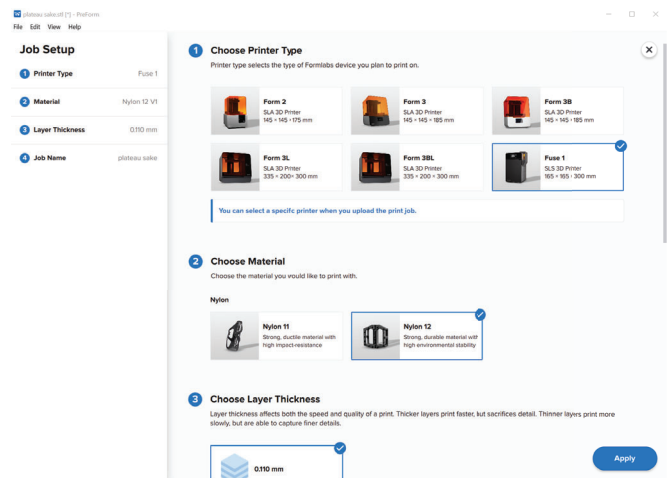 plateau sake.stl [*] - PreForm
File Edit View Help
Job Setup
1 Printer Type Fuse 1
2 Material Nylon 12 V1
3 Layer Thickness 0.110 mm
4 Job Name plateau sake
1 Choose Printer Type
Printer type selects the type of Formlabs device you plan to print on.
Form 2
SLA 3D Printer
145 × 145 × 175 mm
Form 3
SLA 3D Printer
145 × 145 × 185 mm
Form 3B
SLA 3D Printer
145 × 145 × 185 mm
Form 3L
SLA 3D Printer
335 × 200 × 300 mm
Form 3BL
SLA 3D Printer
335 × 200 × 300 mm
Fuse 1
SLS 3D Printer
165 × 165 × 300 mm
You can select a specifc printer when you upload the print job.
2 Choose Material
Choose the material you would like to print with.
Nylon
Nylon 11
Strong, ductile material with
high impact-resistance
Nylon 12
Strong, durable material with
high environmental stability
3 Choose Layer Thickness
Layer thickness affects both the speed and quality of a print. Thicker layers print faster, but sacrifices detail. Thinner layers print more
slowly, but are able to capture finer details.
0.110 mm
Apply